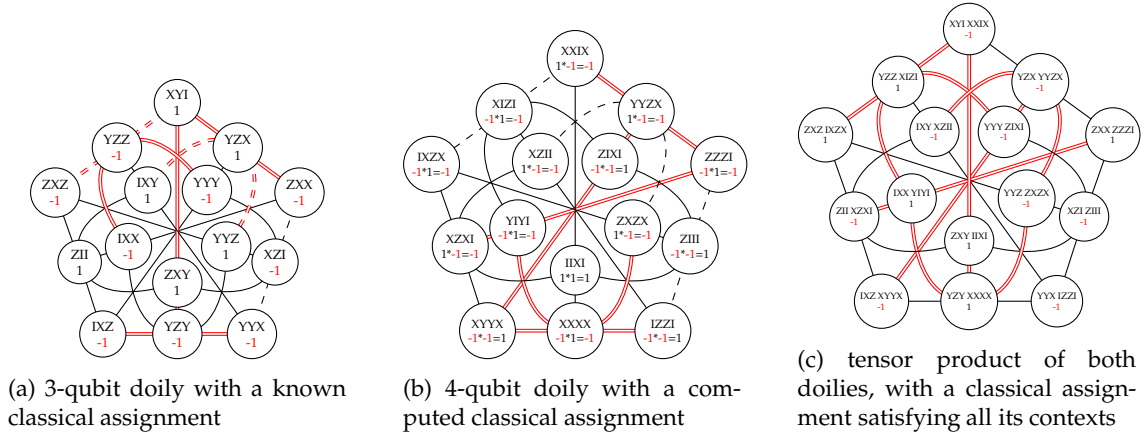 XYI
1
YZZ
-1
YZX
1
ZXZ
-1
IXY
1
YYY
-1
ZXX
-1
ZII
1
IXX
-1
YYZ
1
XZI
-1
ZXY
1
IXZ
-1
YZY
-1
YYX
-1
(a) 3-qubit doily with a known
classical assignment
XXIX
1*-1=-1
XIZI
-1*1=-1
YYZX
1*-1=-1
IXZX
-1*1=-1
XZII
1*-1=-1
ZIXI
-1*-1=1
ZZZI
-1*1=-1
YIYI
-1*1=-1
ZXZX
1*-1=-1
XZXI
1*-1=-1
ZIII
-1*-1=1
IIXI
1*1=1
XYYX
-1*-1=1
XXXX
-1*1=-1
IZZI
-1*-1=1
(b) 4-qubit doily with a com-
puted classical assignment
XYI XXIX
-1
YZZ XIZI
1
YZX YYZX
-1
ZXZ IXZX
1
IXY XZII
-1
YYY ZIXI
-1
ZXX ZZZI
1
IXX YIYI
1
YYZ ZXZX
-1
ZII XZXI
-1
XZI ZIII
-1
ZXY IIXI
1
IXZ XYYX
-1
YZY XXXX
1
YYX IZZI
-1
(c) tensor product of both
doilies, with a classical assign-
ment satisfying all its contexts